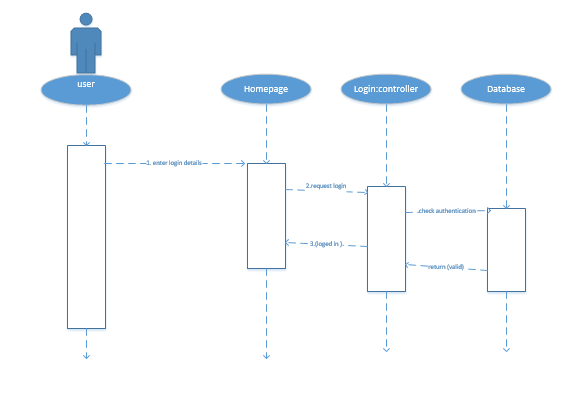 user
Homepage
Login:controller
Database
1. enter login details
2.request login
.check authentication
3.(loged in ).
return (valid)